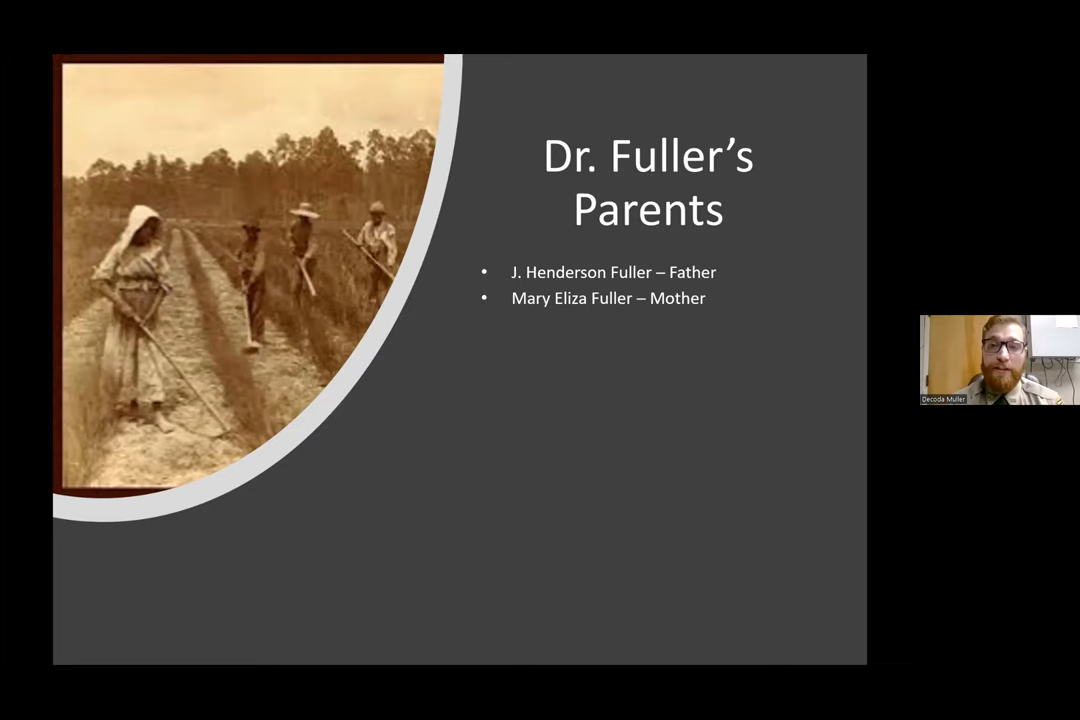 Dr. Fuller’s
Parents
• J. Henderson Fuller – Father
• Mary Eliza Fuller – Mother
Decoda Muller